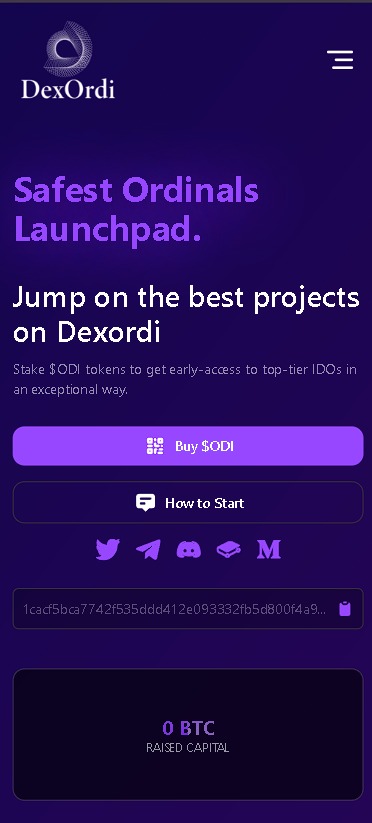 DexOrdi
Safest Ordinals
Launchpad.
Jump on the best projects
on Dexordi
Stake $ODI tokens to get early-access to top-tier IDOs in
an exceptional way.
Buy $ODI
How to Start
M
1cacf5bca7742f535ddd412e093332fb5d800f4a9...
0 BTC
RAISED CAPITAL